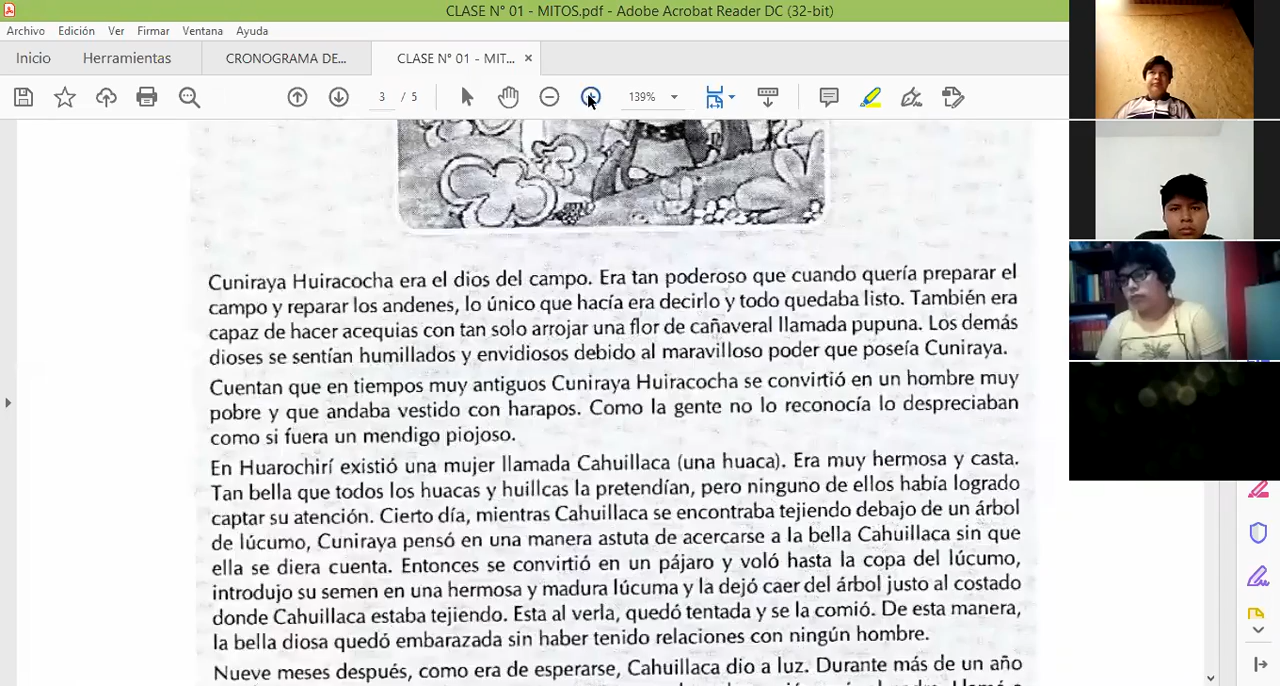 CLASE N° 01 - MITOS.pdf - Adobe Acrobat Reader DC (32-bit)
Archivo Edición Ver Firmar Ventana Ayuda
Inicio Herramientas CRONOGRAMA DE... CLASE N° 01 - MIT... ×
3 / 5 139%
Cuniraya Huiracocha era el dios del campo. Era tan poderoso que cuando quería preparar el
campo y reparar los andenes, lo único que hacía era decirlo y todo quedaba listo. También era
capaz de hacer acequias con tan solo arrojar una flor de cañaveral llamada pupuna. Los demás
dioses se sentían humillados y envidiosos debido al maravilloso poder que poseía Cuniraya.
Cuentan que en tiempos muy antiguos Cuniraya Huiracocha se convirtió en un hombre muy
pobre y que andaba vestido con harapos. Como la gente no lo reconocía lo despreciaban
como si fuera un mendigo piojoso.
En Huarochirí existió una mujer llamada Cahuillaca (una huaca). Era muy hermosa y casta.
Tan bella que todos los huacas y huillcas la pretendían, pero ninguno de ellos había logrado
captar su atención. Cierto día, mientras Cahuillaca se encontraba tejiendo debajo de un árbol
de lúcumo, Cuniraya pensó en una manera astuta de acercarse a la bella Cahuillaca sin que
ella se diera cuenta. Entonces se convirtió en un pájaro y voló hasta la copa del lúcumo,
introdujo su semen en una hermosa y madura lúcuma y la dejó caer del árbol justo al costado
donde Cahuillaca estaba tejiendo. Esta al verla, quedó tentada y se la comió. De esta manera,
la bella diosa quedó embarazada sin haber tenido relaciones con ningún hombre.
Nueve meses después, como era de esperarse, Cahuillaca dio a luz. Durante más de un año